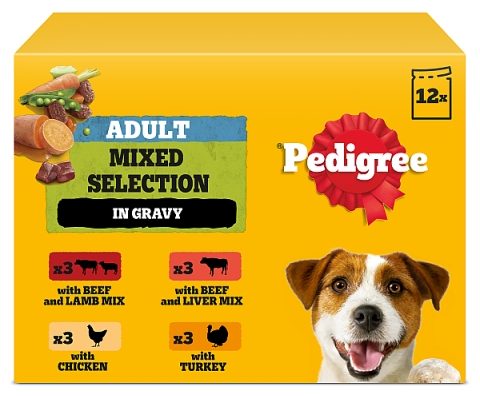 12x
ADULT
MIXED
SELECTION
IN GRAVY
® Pedigree
x3
with BEEF
and LAMB MIX
x3
with BEEF
and LIVER MIX
x3
with
CHICKEN
x3
with
TURKEY